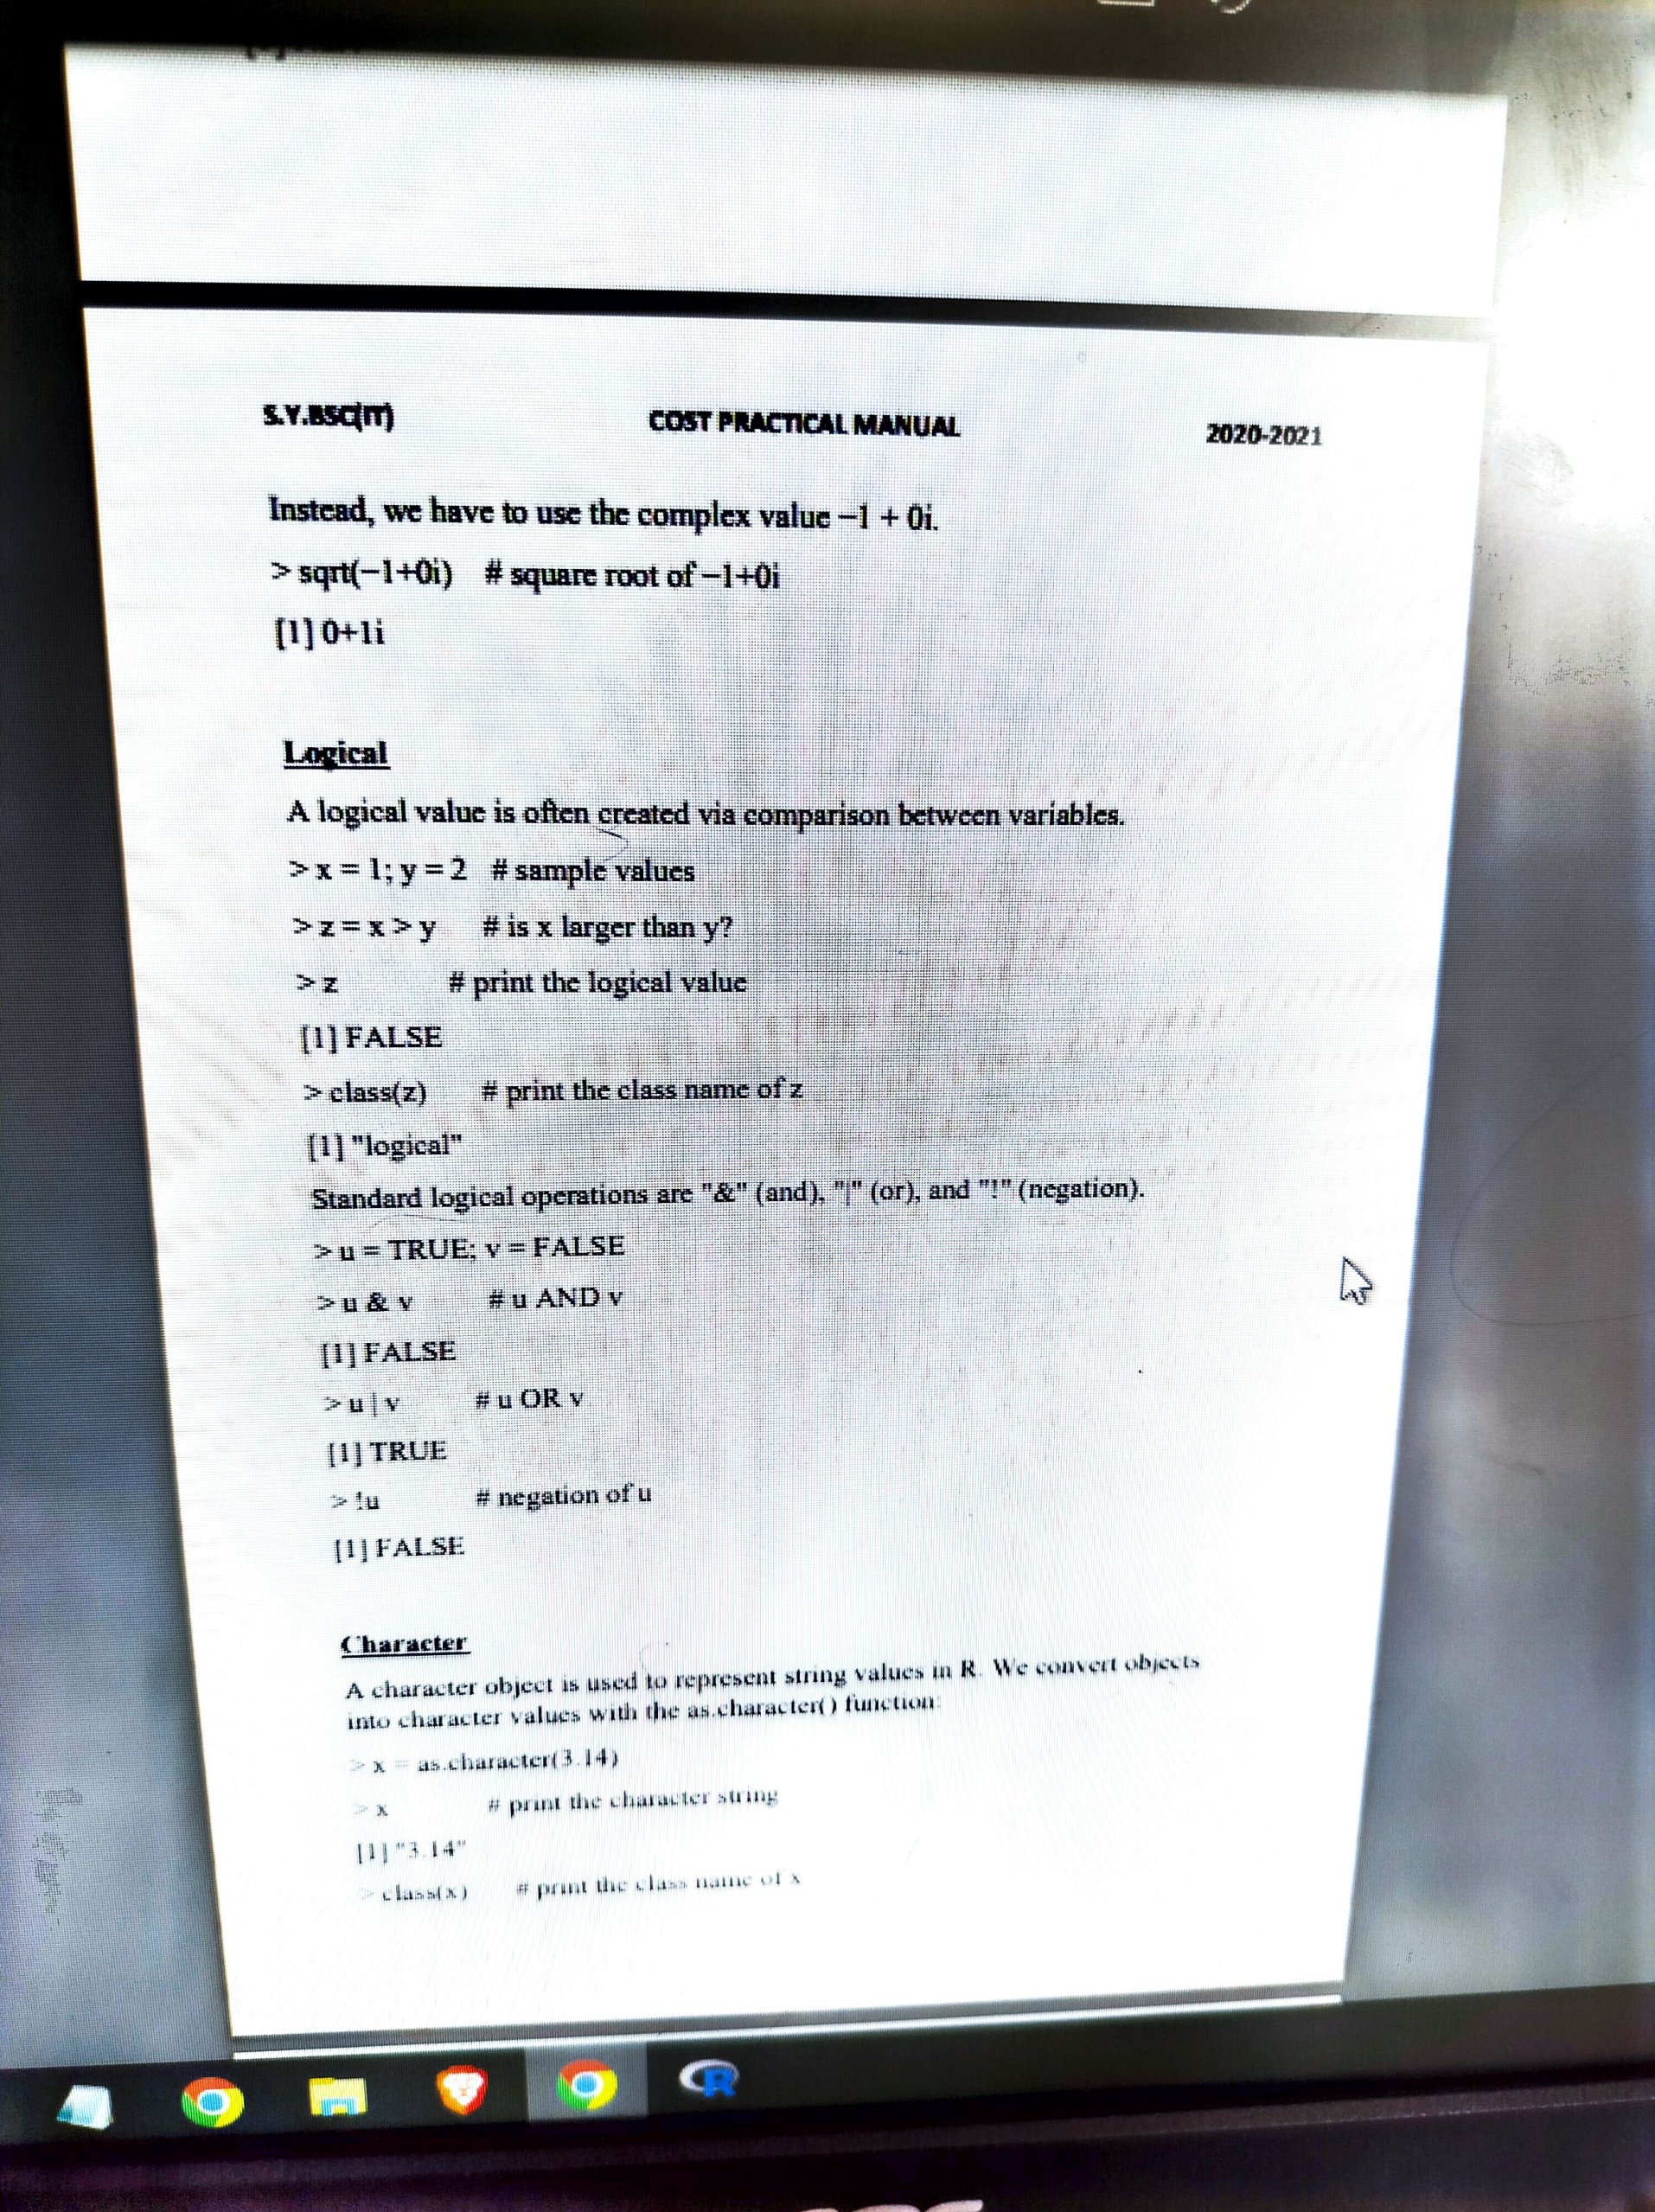 S.Y.BSC(IT) COST PRACTICAL MANUAL 2020-2021
Instead, we have to use the complex value −1 + 0i.
> sqrt(−1+0i) # square root of −1+0i
[1] 0+1i
Logical
A logical value is often created via comparison between variables.
> x = 1; y = 2 # sample values
> z = x > y # is x larger than y?
> z # print the logical value
[1] FALSE
> class(z) # print the class name of z
[1] "logical"
Standard logical operations are "&" (and), "|" (or), and "!" (negation).
> u = TRUE; v = FALSE
> u & v # u AND v
[1] FALSE
> u | v # u OR v
[1] TRUE
> !u # negation of u
[1] FALSE
Character
A character object is used to represent string values in R. We convert objects
into character values with the as.character() function:
> x = as.character(3.14)
> x # print the character string
[1] "3.14"
> class(x) # print the class name of x
R